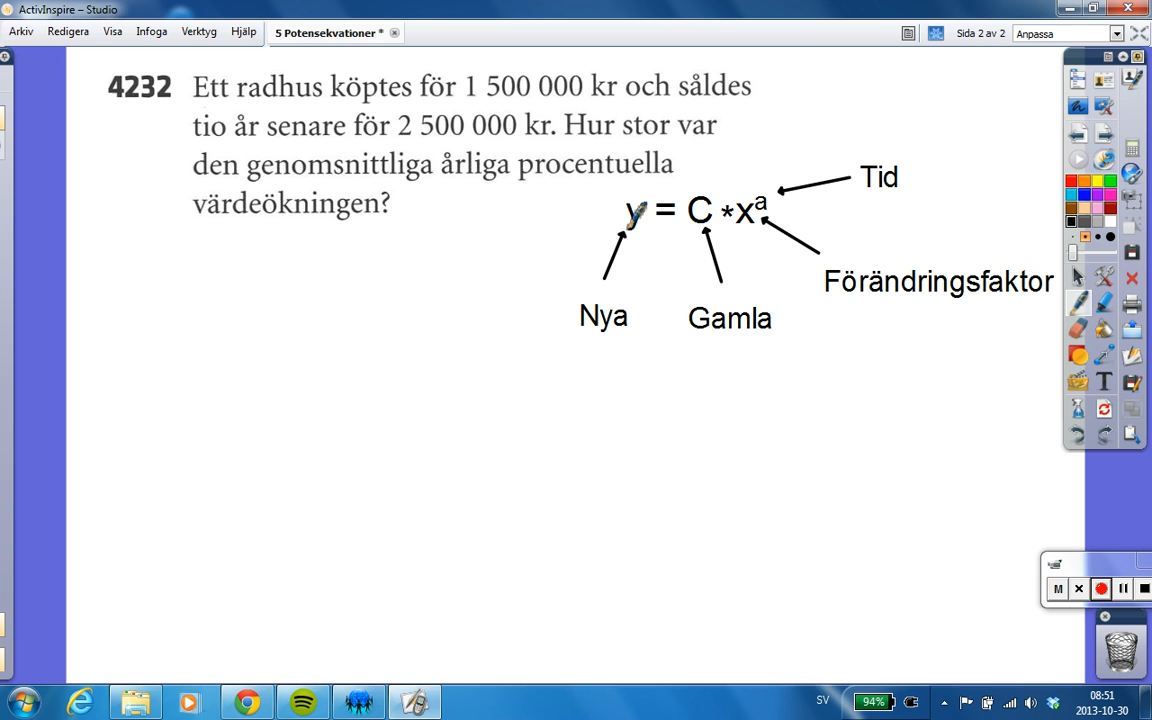 ActivInspire – Studio
Arkiv Redigera Visa Infoga Verktyg Hjälp 5 Potensekvationer * Sida 2 av 2 Anpassa
4232 Ett radhus köptes för 1 500 000 kr och såldes
tio år senare för 2 500 000 kr. Hur stor var
den genomsnittliga årliga procentuella
värdeökningen?
Tid
y = C *xᵃ
Förändringsfaktor
Nya Gamla
T
M
SV 94% 08:51
2013-10-30